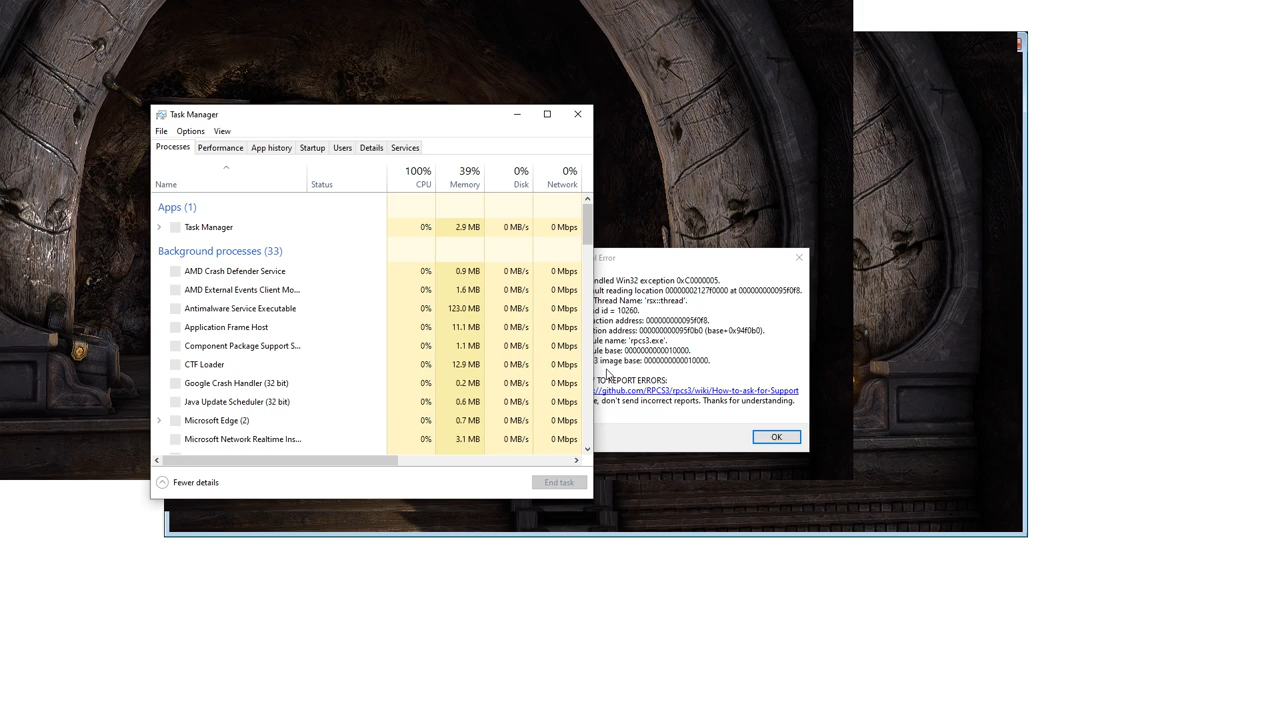 Task Manager
File Options View
Processes Performance App history Startup Users Details Services
100% 39% 0% 0%
Name Status CPU Memory Disk Network
Apps (1)
Task Manager 0% 2.9 MB 0 MB/s 0 Mbps
Background processes (33)
AMD Crash Defender Service 0% 0.9 MB 0 MB/s 0 Mbps
AMD External Events Client Mo... 0% 1.6 MB 0 MB/s 0 Mbps
Antimalware Service Executable 0% 123.0 MB 0 MB/s 0 Mbps
Application Frame Host 0% 11.1 MB 0 MB/s 0 Mbps
Component Package Support S... 0% 1.1 MB 0 MB/s 0 Mbps
CTF Loader 0% 12.9 MB 0 MB/s 0 Mbps
Google Crash Handler (32 bit) 0% 0.2 MB 0 MB/s 0 Mbps
Java Update Scheduler (32 bit) 0% 0.6 MB 0 MB/s 0 Mbps
Microsoft Edge (2) 0% 0.7 MB 0 MB/s 0 Mbps
Microsoft Network Realtime Ins... 0% 3.1 MB 0 MB/s 0 Mbps
Fewer details End task
l Error
ndled Win32 exception 0xC0000005.
ult reading location 00000002127f0000 at 000000000095f0f8.
Thread Name: 'rsx::thread'.
d id = 10260.
ction address: 000000000095f0f8.
tion address: 000000000095f0b0 (base+0x94f0b0).
ule name: 'rpcs3.exe'.
ule base: 0000000000010000.
3 image base: 0000000000010000.
TO REPORT ERRORS:
://github.com/RPCS3/rpcs3/wiki/How-to-ask-for-Support
e, don't send incorrect reports. Thanks for understanding.
OK